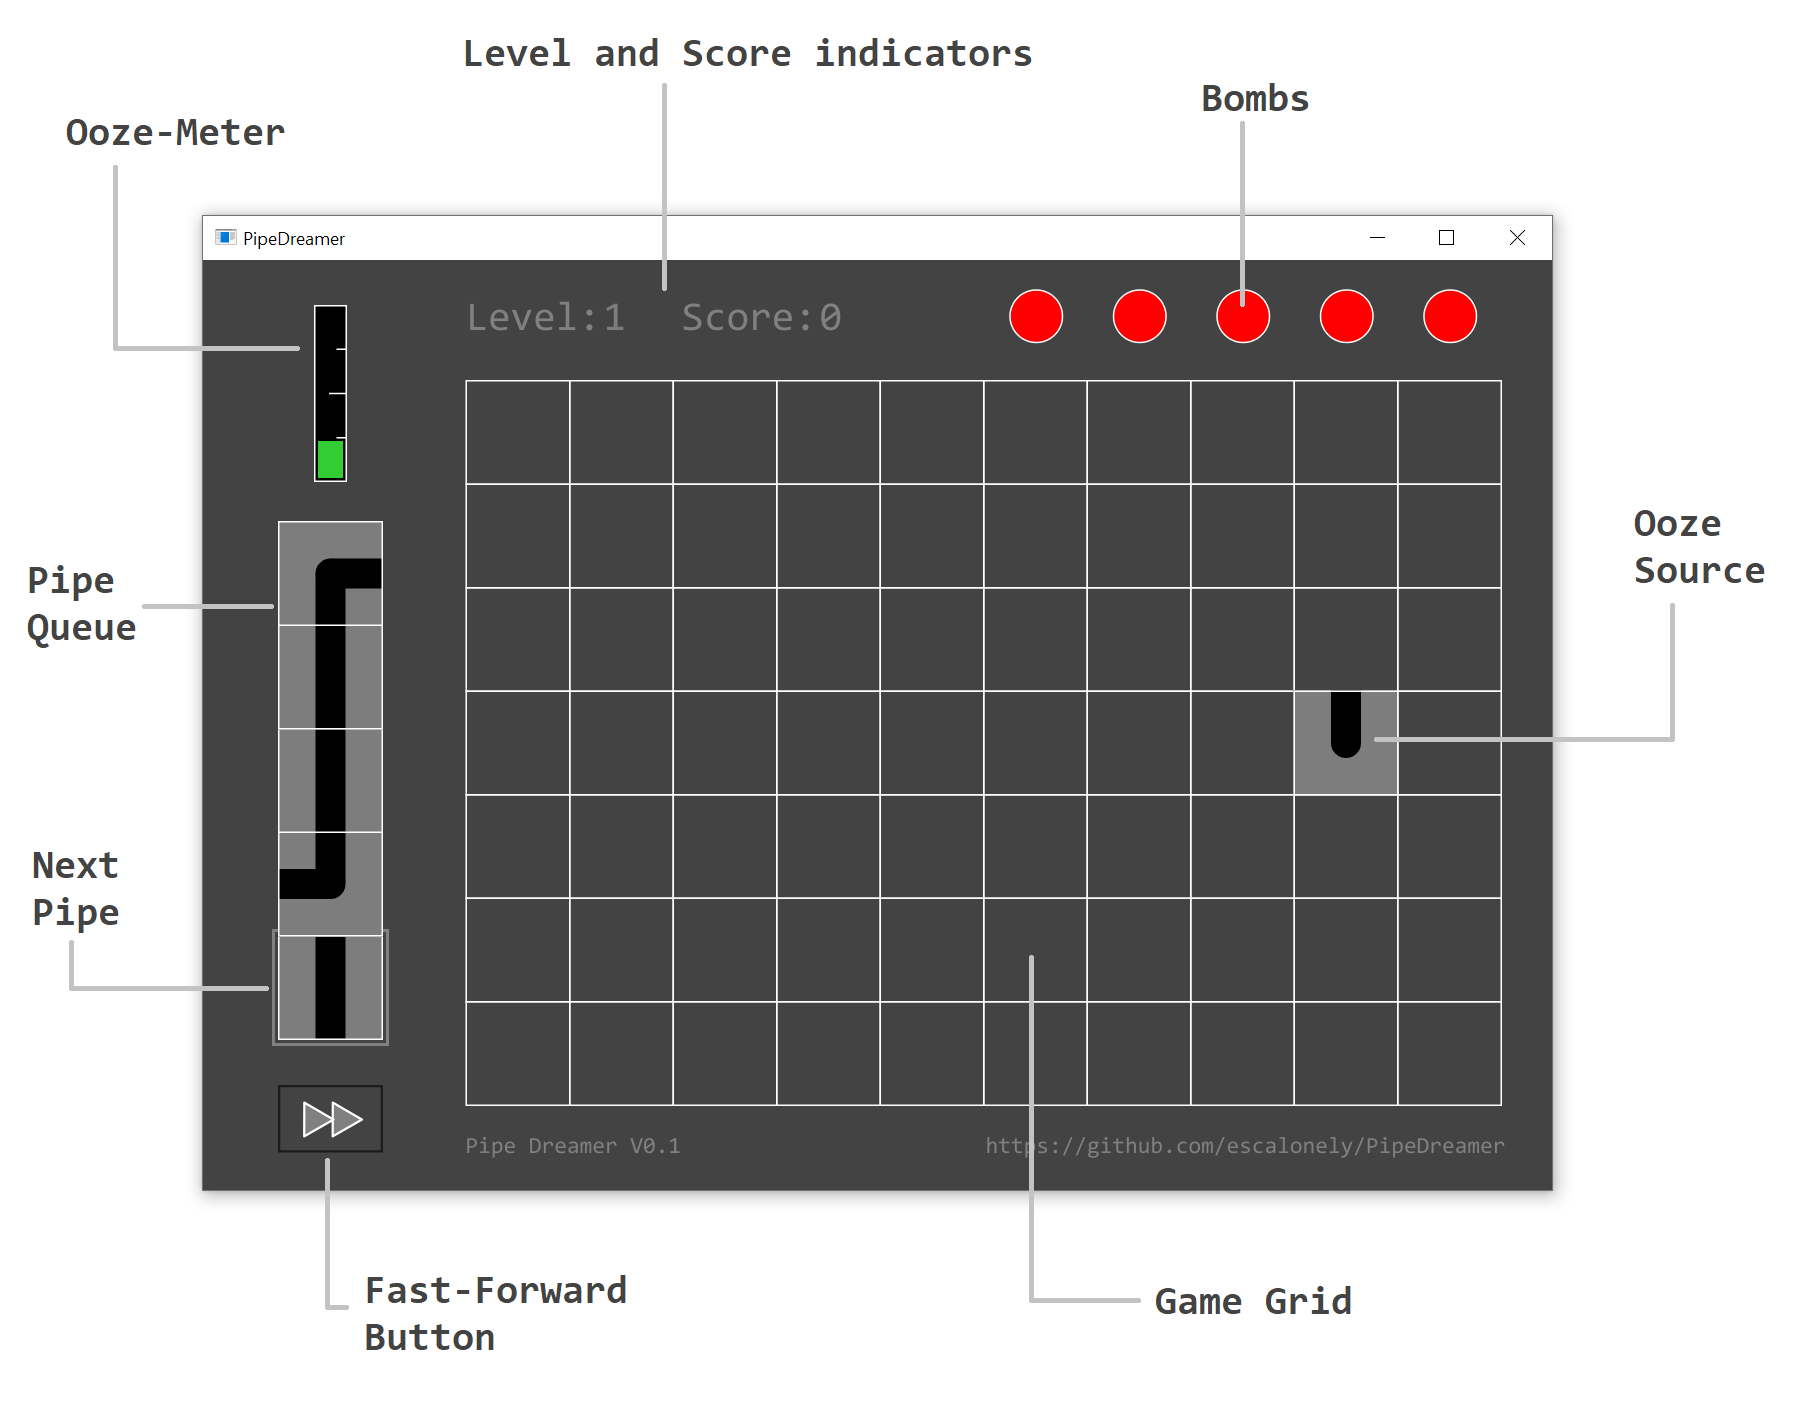 Level and Score indicators
Bombs
Ooze-Meter
PipeDreamer
Level:1 Score:0
Ooze
Source
Pipe
Queue
Next
Pipe
Pipe Dreamer V0.1
https://github.com/escalonely/PipeDreamer
Fast-Forward
Button
Game Grid